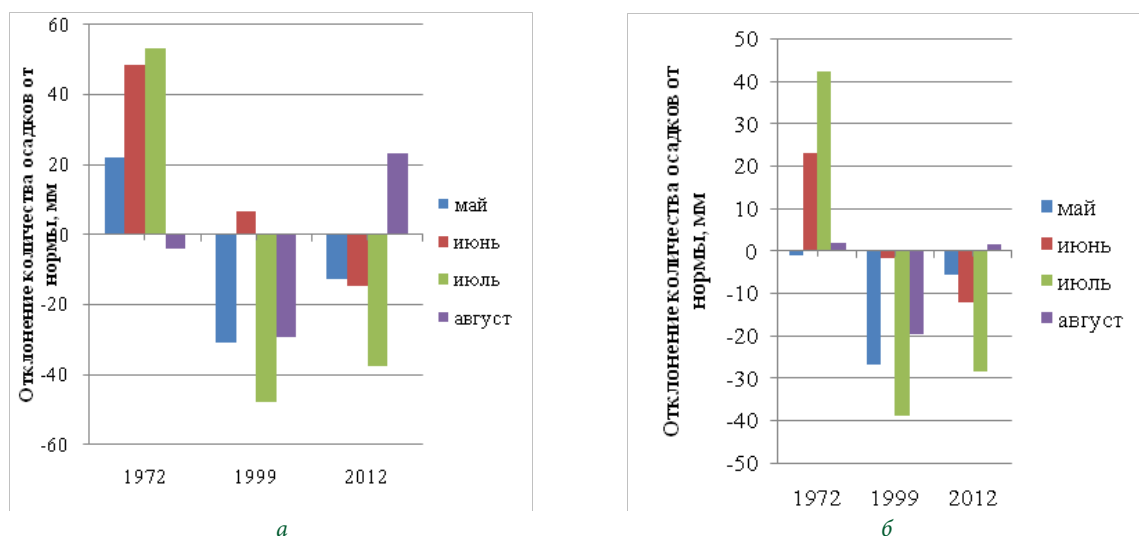 Отклонение количества осадков от
нормы, мм
60
40
20
0
-20
-40
-60
1972 1999 2012
май
июнь
июль
август
а
Отклонение количества осадков от
нормы, мм
50
40
30
20
10
0
-10
-20
-30
-40
-50
1972 1999 2012
май
июнь
июль
август
б